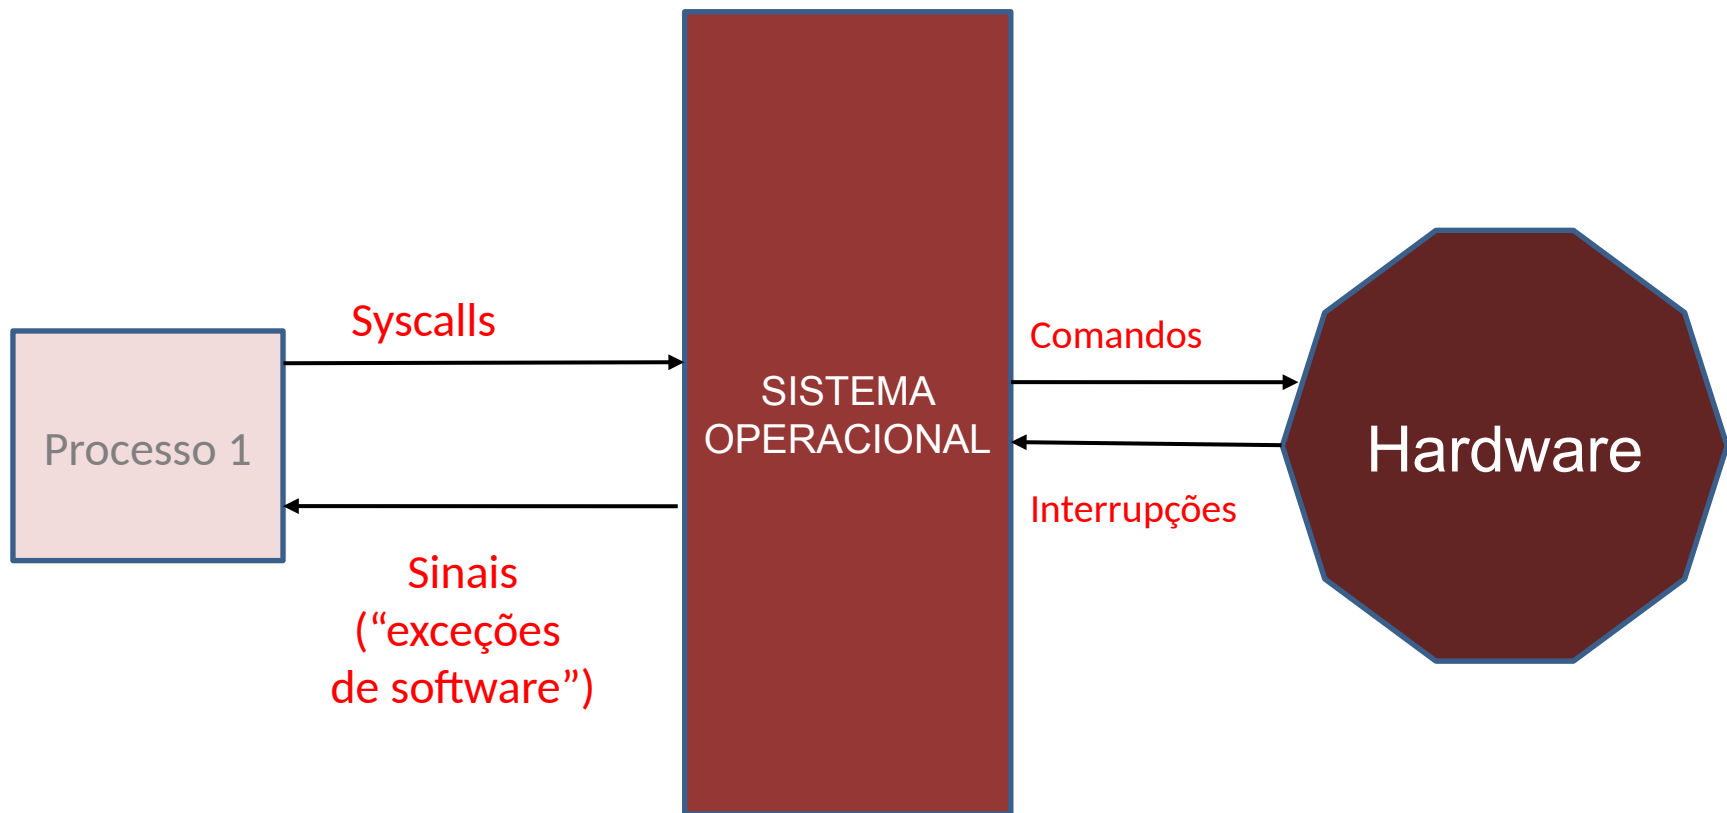 Syscalls
Processo 1
Sinais
(“exceções
de software”)
SISTEMA
OPERACIONAL
Comandos
Interrupções
Hardware